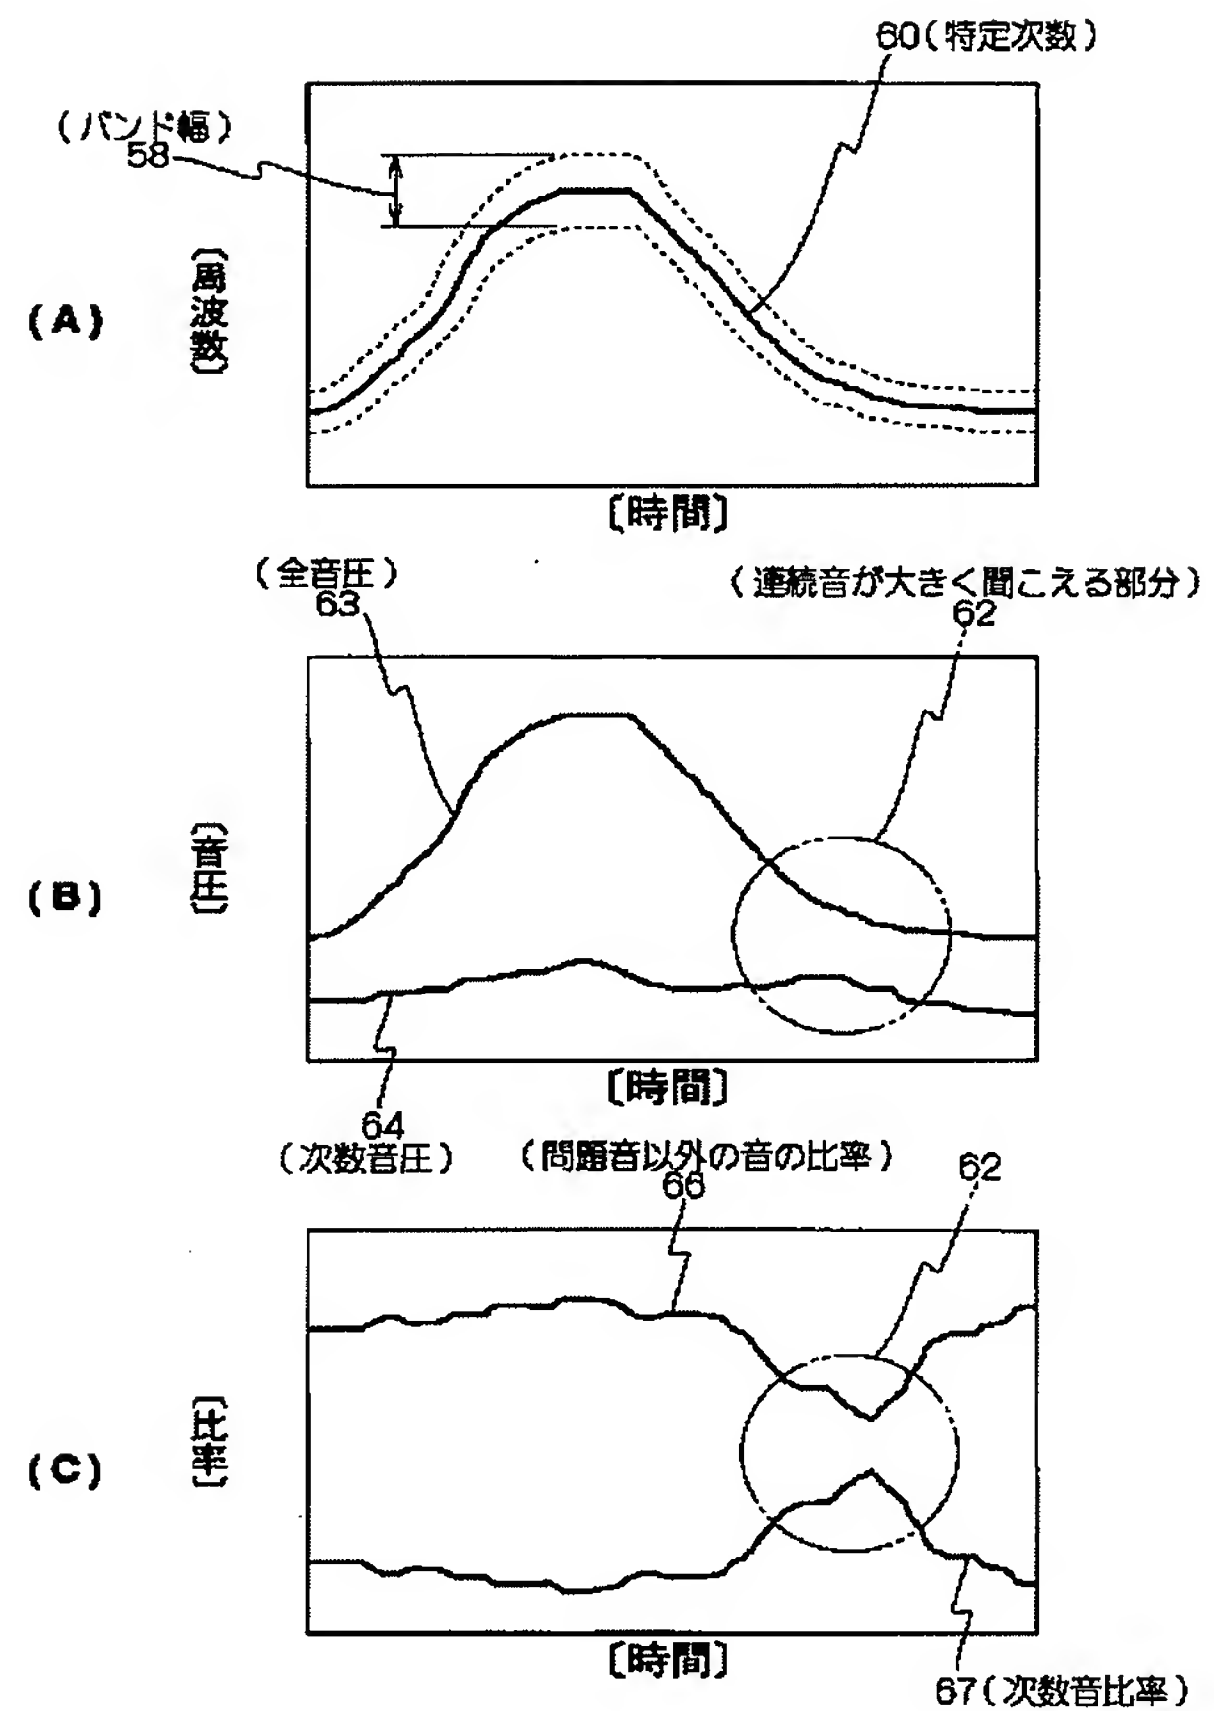 60(特定次数)
(バンド幅)
58
(A)
〔周波数〕
〔時間〕
(全音圧)
63
(連続音が大きく聞こえる部分)
62
(B)
〔音圧〕
〔時間〕
64
(次数音圧)
(問題音以外の音の比率)
66
62
(C)
〔比率〕
〔時間〕
67(次数音比率)